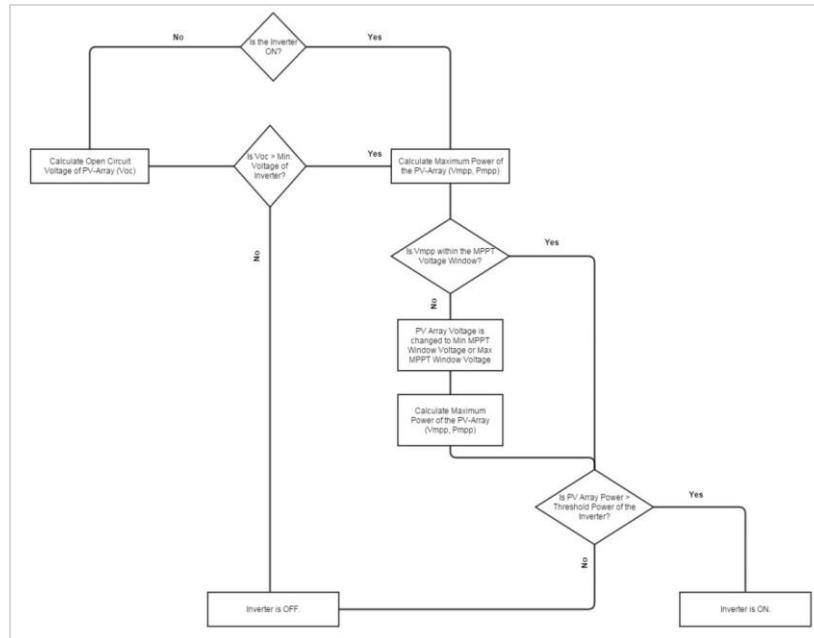 No
Is the Inverter
ON?
Yes
Calculate Open Circuit
Voltage of PV-Array (Voc)
Is Voc > Min.
Voltage of
Inverter?
Yes
Calculate Maximum Power of
the PV-Array (Vmpp, Pmpp)
No
Is Vmpp within the MPPT
Voltage Window?
Yes
No
PV Array Voltage is
changed to Min MPPT
Window Voltage or Max
MPPT Window Voltage
Calculate Maximum
Power of the PV-Array
(Vmpp, Pmpp)
Is PV Array Power >
Threshold Power of the
Inverter?
Yes
No
Inverter is OFF.
Inverter is ON.